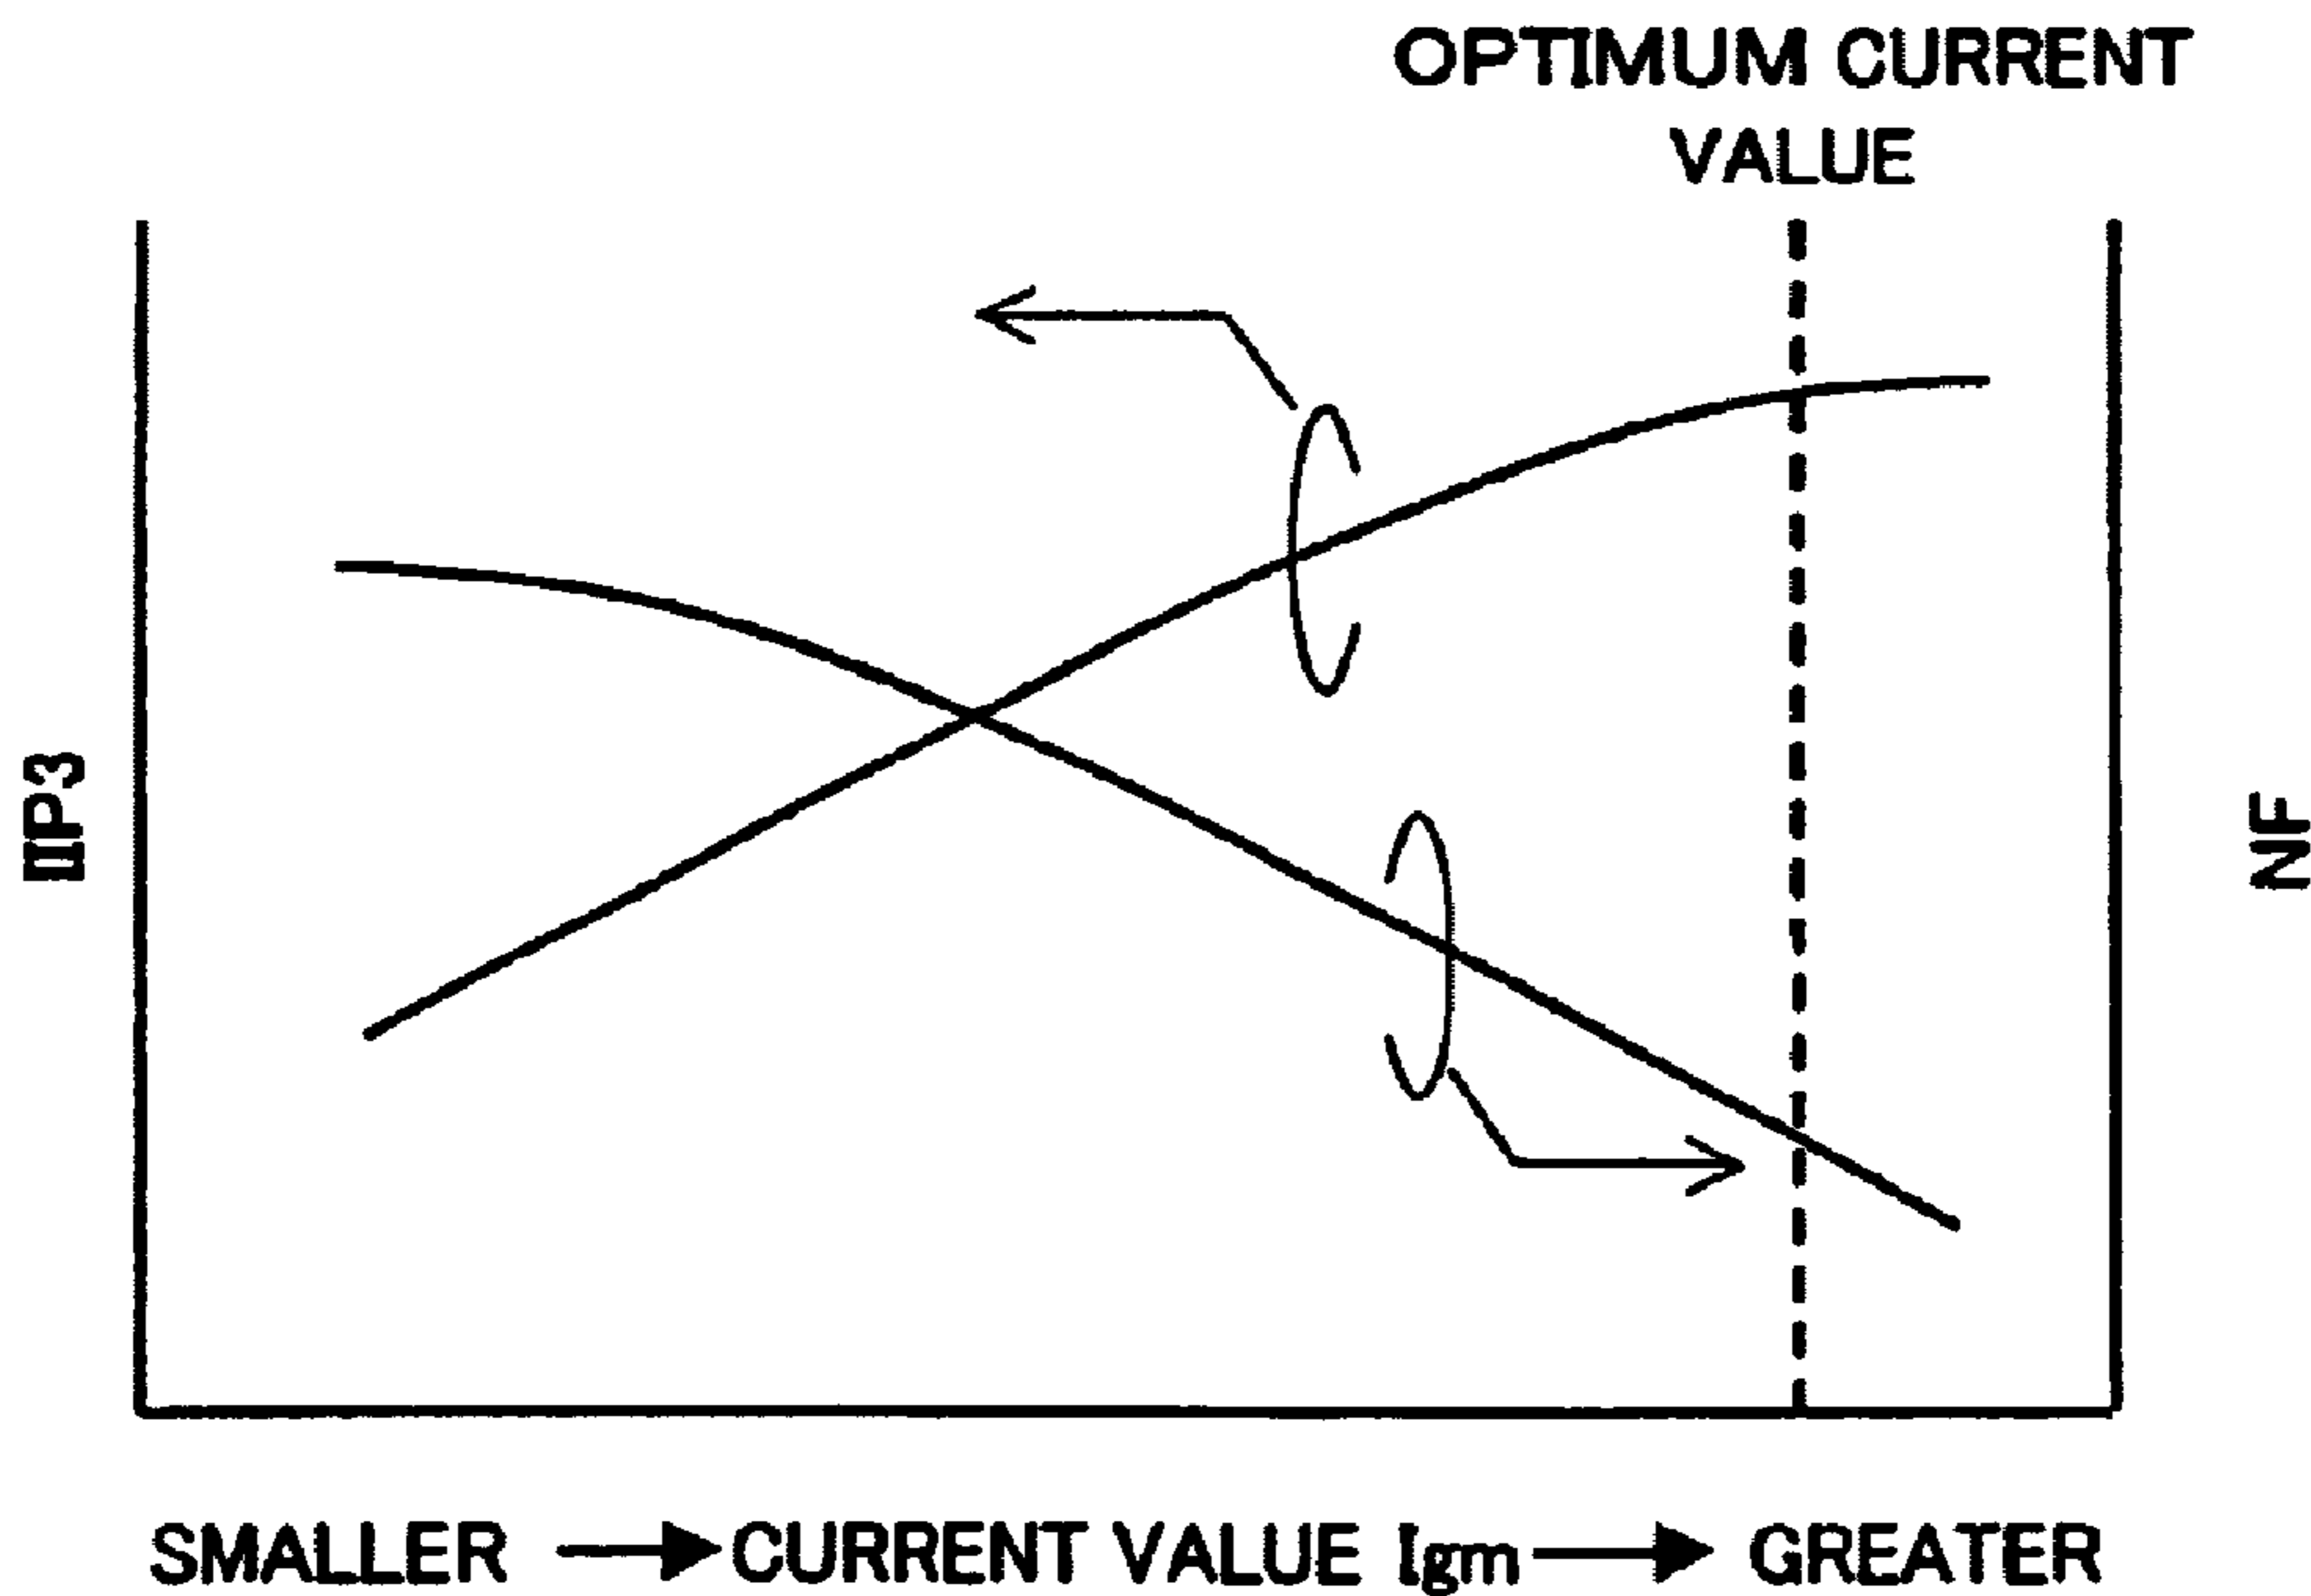 OPTIMUM CURRENT
VALUE
IIP3
NF
SMALLER CURRENT VALUE Igm GREATER